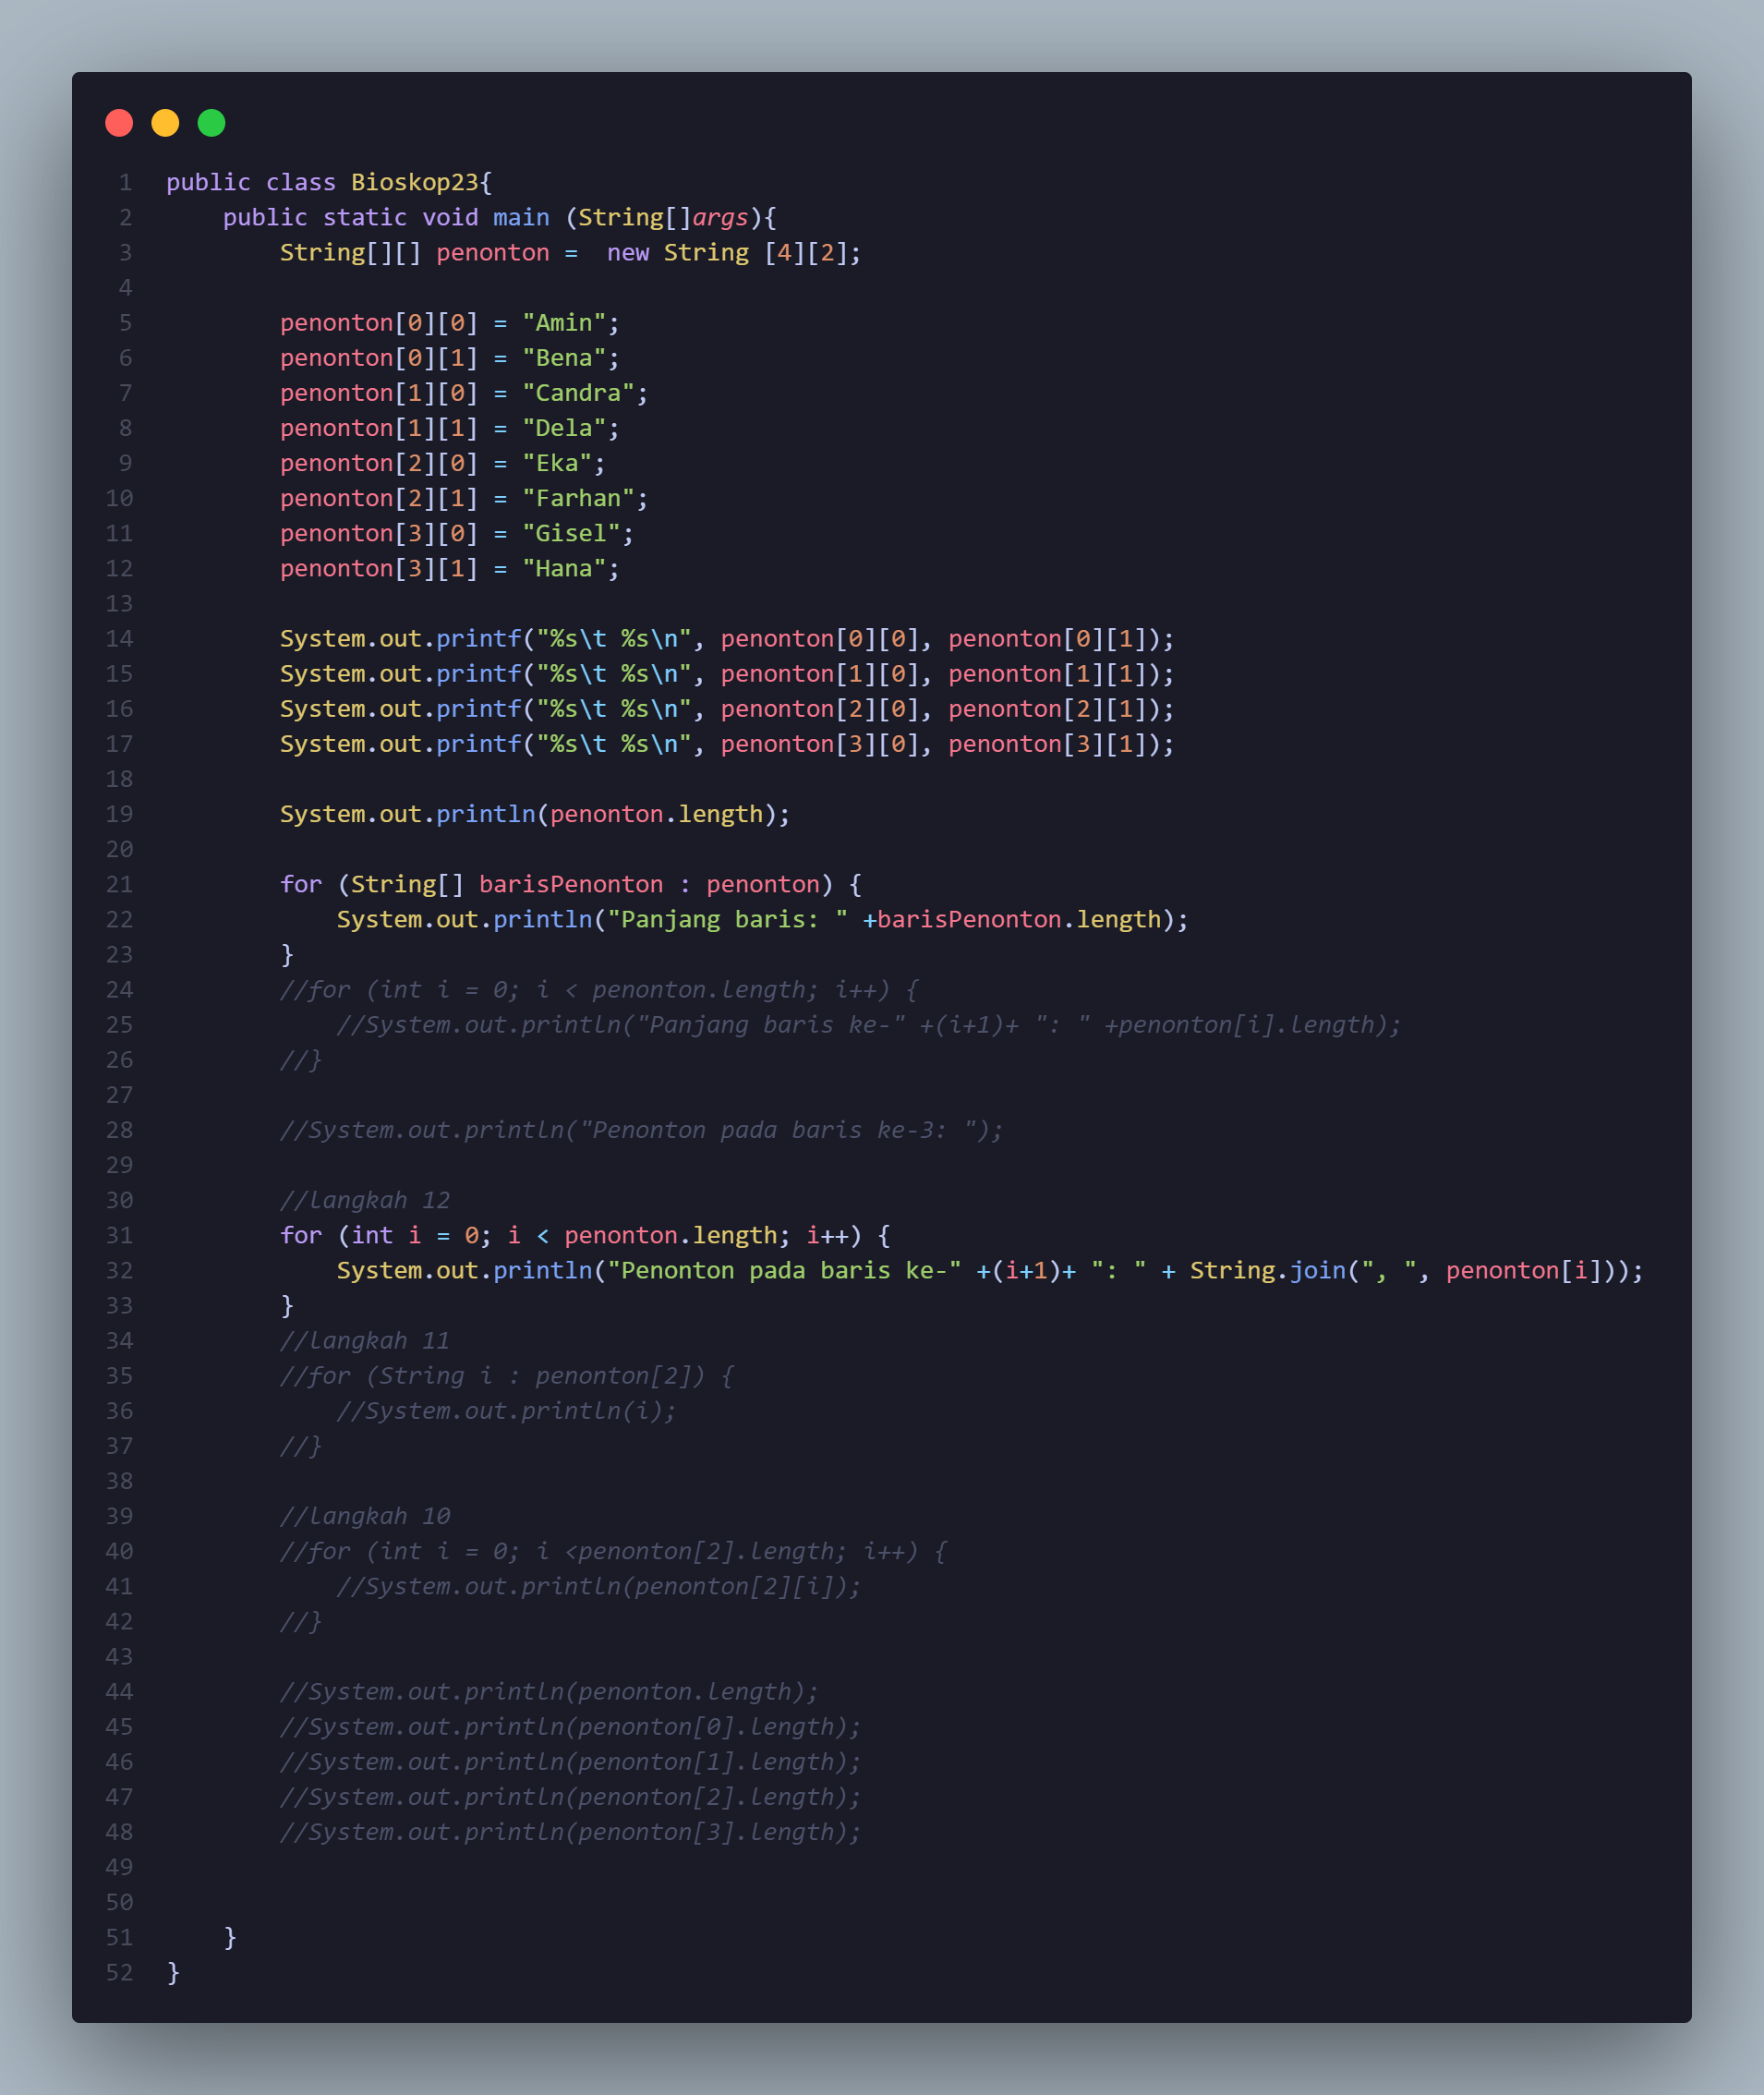 1 public class Bioskop23{
2     public static void main (String[]args){
3         String[][] penonton =  new String [4][2];
4
5         penonton[0][0] = "Amin";
6         penonton[0][1] = "Bena";
7         penonton[1][0] = "Candra";
8         penonton[1][1] = "Dela";
9         penonton[2][0] = "Eka";
10         penonton[2][1] = "Farhan";
11         penonton[3][0] = "Gisel";
12         penonton[3][1] = "Hana";
13
14         System.out.printf("%s\t %s\n", penonton[0][0], penonton[0][1]);
15         System.out.printf("%s\t %s\n", penonton[1][0], penonton[1][1]);
16         System.out.printf("%s\t %s\n", penonton[2][0], penonton[2][1]);
17         System.out.printf("%s\t %s\n", penonton[3][0], penonton[3][1]);
18
19         System.out.println(penonton.length);
20
21         for (String[] barisPenonton : penonton) {
22             System.out.println("Panjang baris: " +barisPenonton.length);
23         }
24         //for (int i = 0; i < penonton.length; i++) {
25             //System.out.println("Panjang baris ke-" +(i+1)+ ": " +penonton[i].length);
26         //}
27
28         //System.out.println("Penonton pada baris ke-3: ");
29
30         //langkah 12
31         for (int i = 0; i < penonton.length; i++) {
32             System.out.println("Penonton pada baris ke-" +(i+1)+ ": " + String.join(", ", penonton[i]));
33         }
34         //langkah 11
35         //for (String i : penonton[2]) {
36             //System.out.println(i);
37         //}
38
39         //langkah 10
40         //for (int i = 0; i <penonton[2].length; i++) {
41             //System.out.println(penonton[2][i]);
42         //}
43
44         //System.out.println(penonton.length);
45         //System.out.println(penonton[0].length);
46         //System.out.println(penonton[1].length);
47         //System.out.println(penonton[2].length);
48         //System.out.println(penonton[3].length);
49
50
51     }
52 }